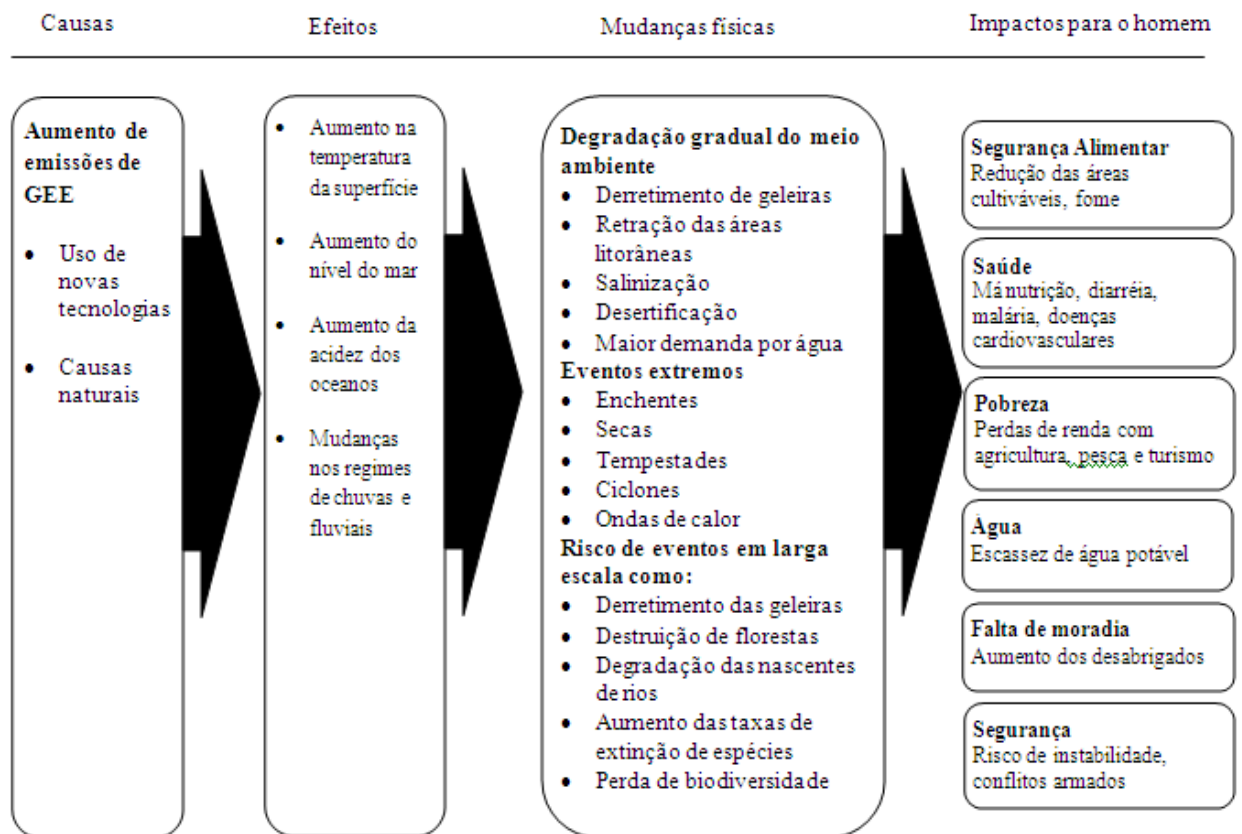 Causas
Efeitos
Mudanças físicas
Impactos para o homem
Aumento de
emissões de
GEE
• Uso de
novas
tecnologias
• Causas
naturais
• Aumento na
temperatura
da superfície
• Aumento do
nível do mar
• Aumento da
acidez dos
oceanos
• Mudanças
nos regimes
de chuvas e
fluviais
Degradação gradual do meio
ambiente
• Derretimento de geleiras
• Retração das áreas
litorâneas
• Salinização
• Desertificação
• Maior demanda por água
Eventos extremos
• Enchentes
• Secas
• Tempestades
• Ciclones
• Ondas de calor
Risco de eventos em larga
escala como:
• Derretimento das geleiras
• Destruição de florestas
• Degradação das nascentes
de rios
• Aumento das taxas de
extinção de espécies
• Perda de biodiversidade
Segurança Alimentar
Redução das áreas
cultiváveis, fome
Saúde
Má nutrição, diarréia,
malária, doenças
cardiovasculares
Pobreza
Perdas de renda com
agricultura, pesca e turismo
Água
Escassez de água potável
Falta de moradia
Aumento dos desabrigados
Segurança
Risco de instabilidade,
conflitos armados